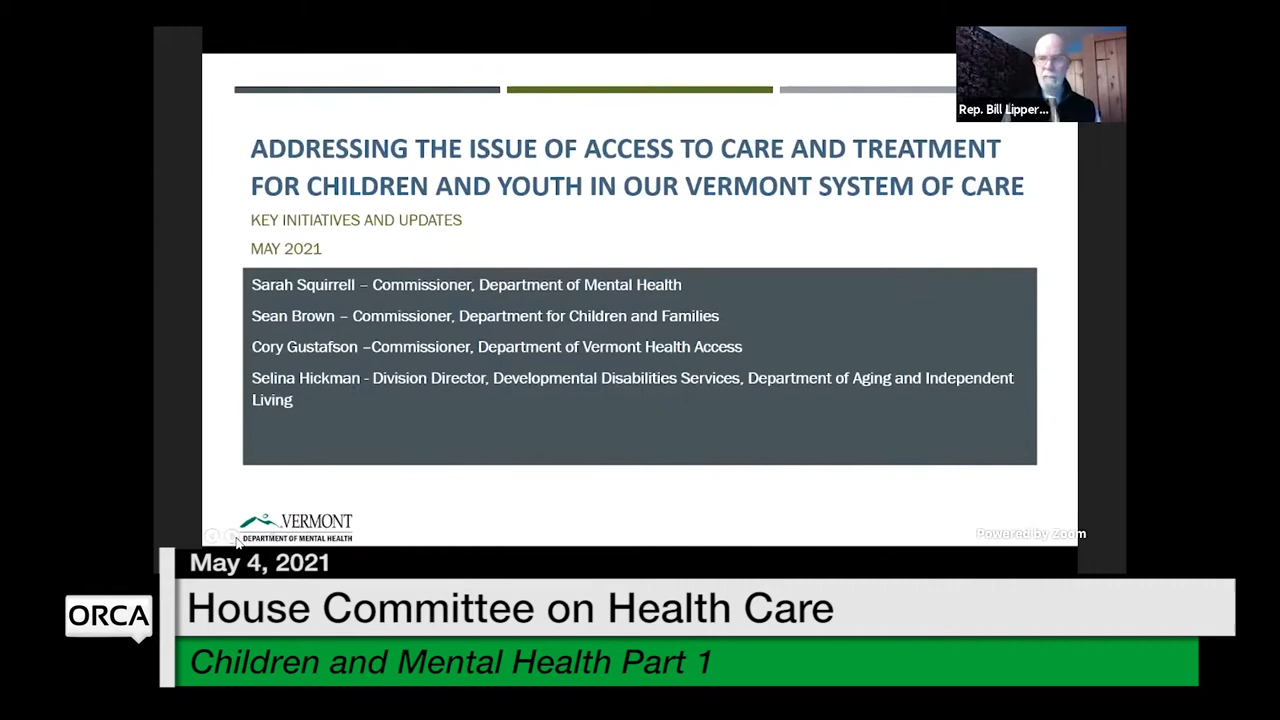 Rep. Bill Lipper...
ADDRESSING THE ISSUE OF ACCESS TO CARE AND TREATMENT
FOR CHILDREN AND YOUTH IN OUR VERMONT SYSTEM OF CARE
KEY INITIATIVES AND UPDATES
MAY 2021
Sarah Squirrell – Commissioner, Department of Mental Health
Sean Brown – Commissioner, Department for Children and Families
Cory Gustafson –Commissioner, Department of Vermont Health Access
Selina Hickman - Division Director, Developmental Disabilities Services, Department of Aging and Independent
Living
VERMONT
DEPARTMENT OF MENTAL HEALTH
Powered by Zoom
May 4, 2021
ORCA
House Committee on Health Care
Children and Mental Health Part 1